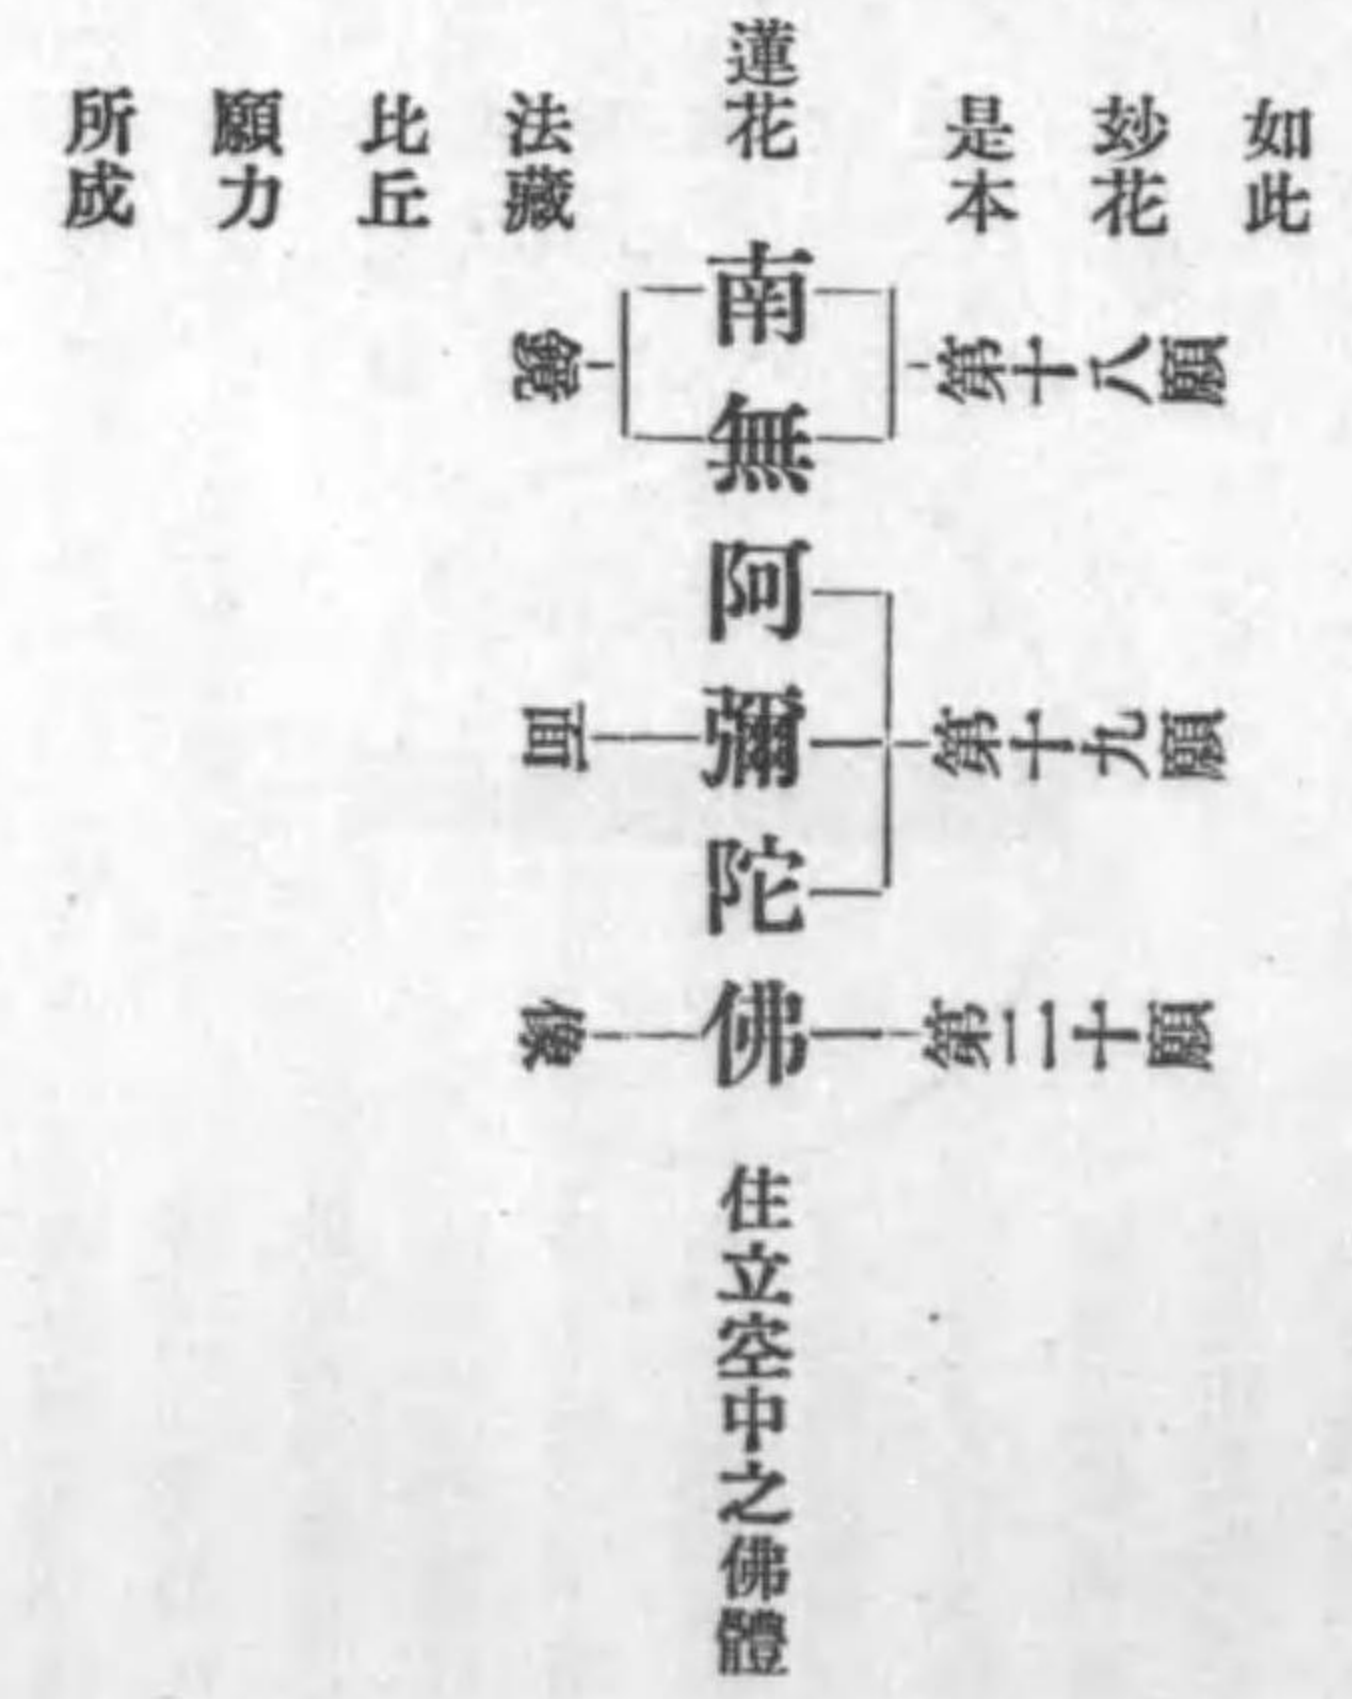 如此
玅花
是本
第十八願
第十九願
第二十願
蓮花
南無阿彌陀佛
住立空中之佛體
鏡
面
像
法藏
比丘
願力
所成